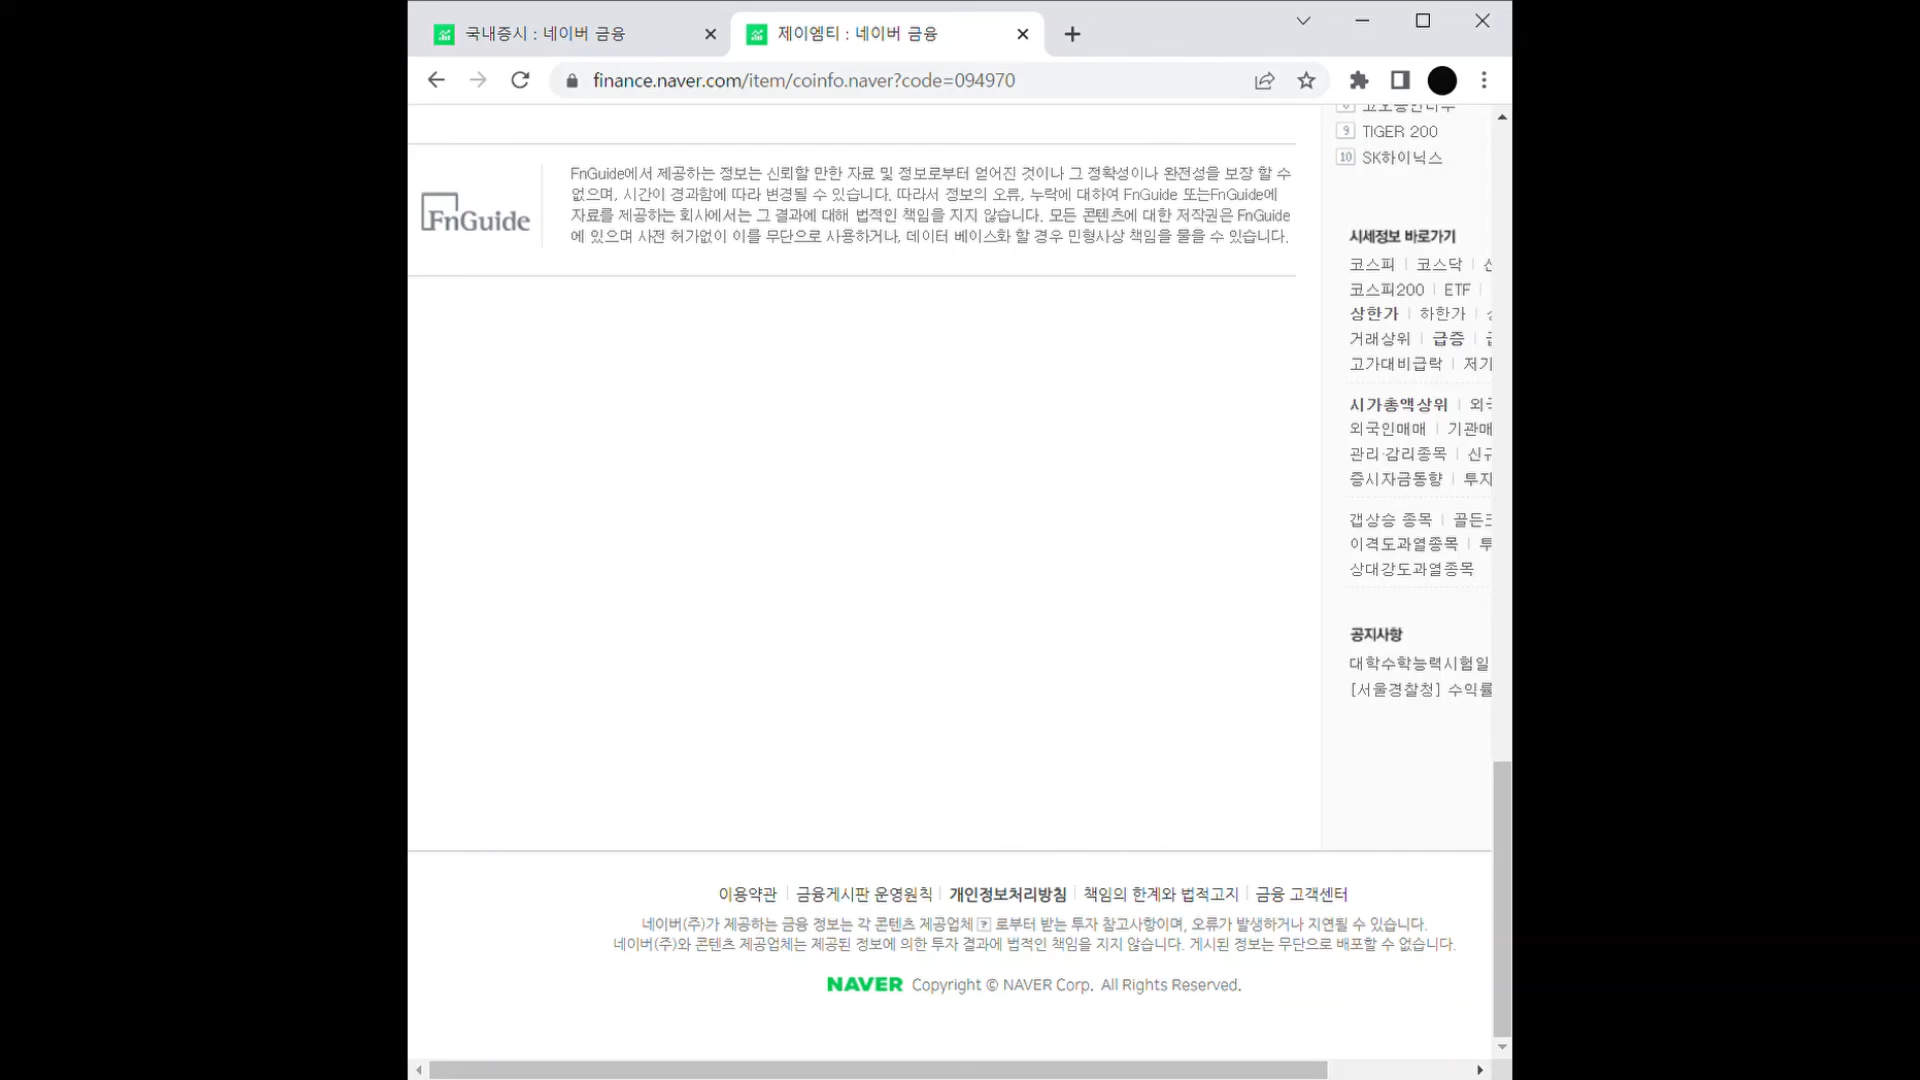 국내증시 : 네이버 금융
제이엠티 : 네이버 금융
finance.naver.com/item/coinfo.naver?code=094970
9 TIGER 200
10 SK하이닉스
FnGuide
FnGuide에서 제공하는 정보는 신뢰할 만한 자료 및 정보로부터 얻어진 것이나 그 정확성이나 완전성을 보장 할 수
없으며, 시간이 경과함에 따라 변경될 수 있습니다. 따라서 정보의 오류, 누락에 대하여 FnGuide 또는FnGuide에
자료를 제공하는 회사에서는 그 결과에 대해 법적인 책임을 지지 않습니다. 모든 콘텐츠에 대한 저작권은 FnGuide
에 있으며 사전 허가없이 이를 무단으로 사용하거나, 데이터 베이스화 할 경우 민형사상 책임을 물을 수 있습니다.
시세정보 바로가기
코스피 | 코스닥 |
코스피200 | ETF |
상한가 | 하한가 |
거래상위 | 급증 |
고가대비급락 | 저가
시가총액상위 | 외국
외국인매매 | 기관매
관리·감리종목 | 신규
증시자금동향 | 투자
갭상승 종목 | 골든크
이격도과열종목 | 투
상대강도과열종목
공지사항
대학수학능력시험일
[서울경찰청] 수익률
이용약관 | 금융게시판 운영원칙 | 개인정보처리방침 | 책임의 한계와 법적고지 | 금융 고객센터
네이버(주)가 제공하는 금융 정보는 각 콘텐츠 제공업체 ? 로부터 받는 투자 참고사항이며, 오류가 발생하거나 지연될 수 있습니다.
네이버(주)와 콘텐츠 제공업체는 제공된 정보에 의한 투자 결과에 법적인 책임을 지지 않습니다. 게시된 정보는 무단으로 배포할 수 없습니다.
NAVER Copyright © NAVER Corp. All Rights Reserved.